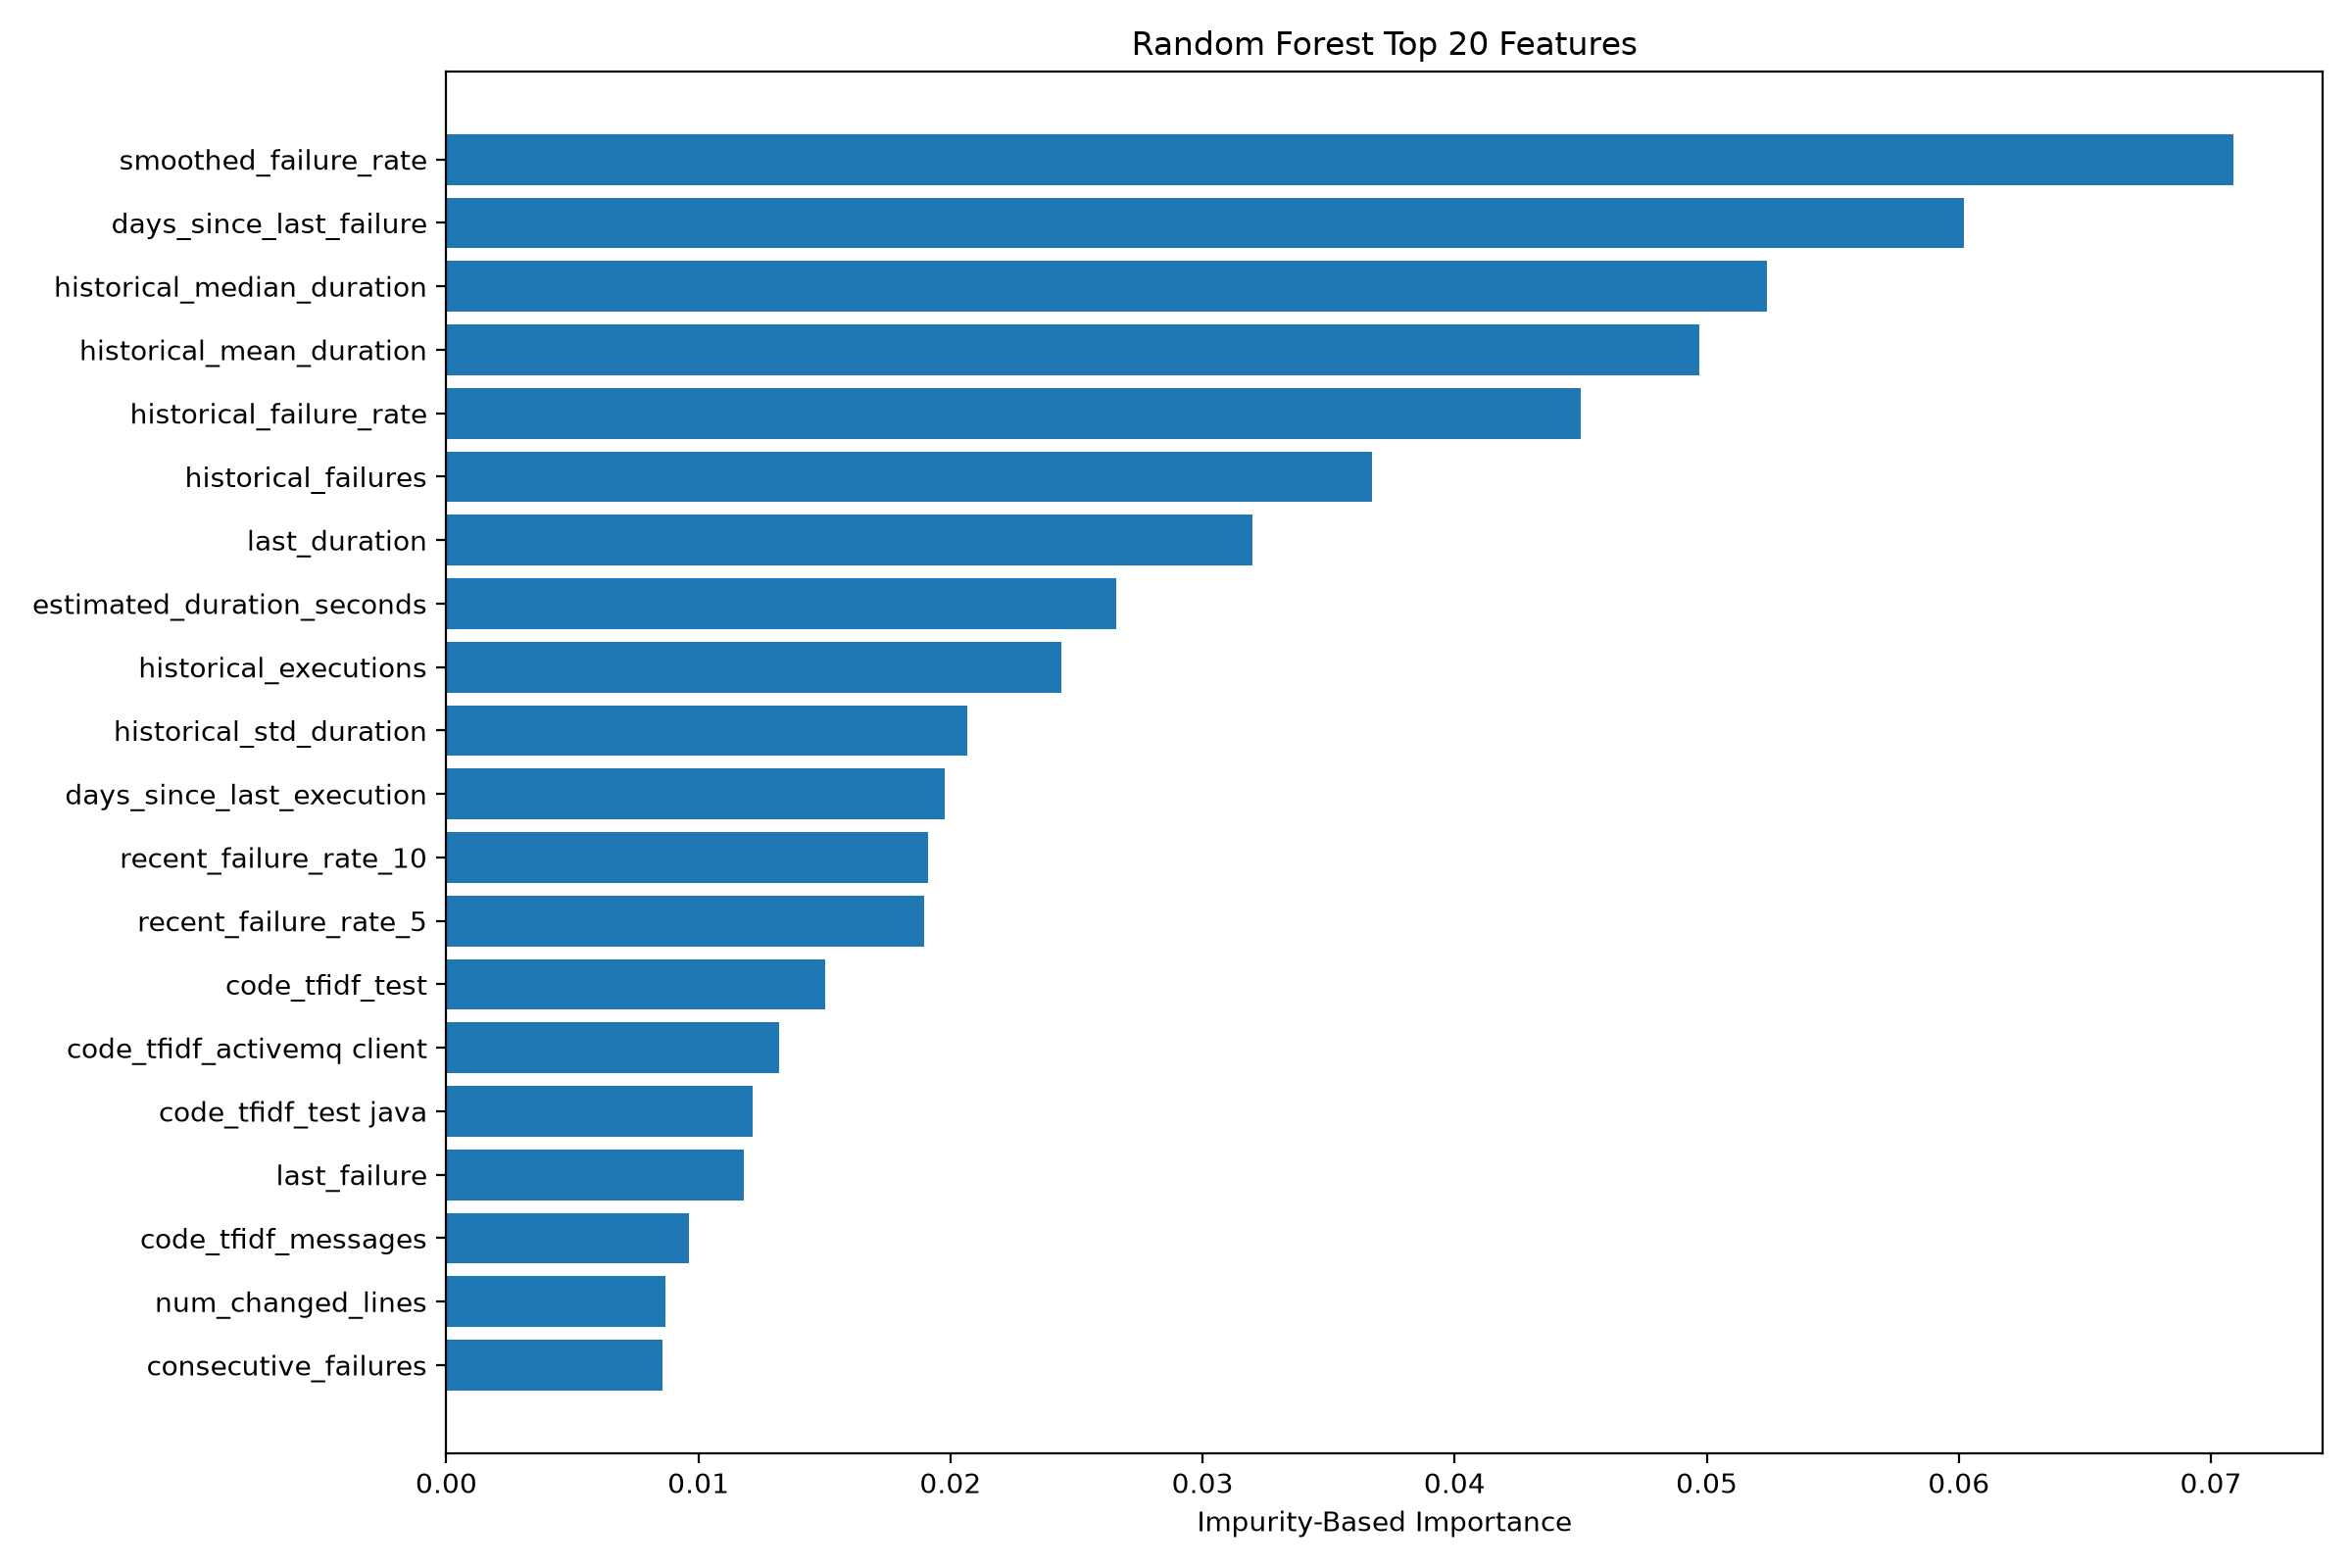 Random Forest Top 20 Features
smoothed_failure_rate
days_since_last_failure
historical_median_duration
historical_mean_duration
historical_failure_rate
historical_failures
last_duration
estimated_duration_seconds
historical_executions
historical_std_duration
days_since_last_execution
recent_failure_rate_10
recent_failure_rate_5
code_tfidf_test
code_tfidf_activemq client
code_tfidf_test java
last_failure
code_tfidf_messages
num_changed_lines
consecutive_failures
0.00 0.01 0.02 0.03 0.04 0.05 0.06 0.07
Impurity-Based Importance